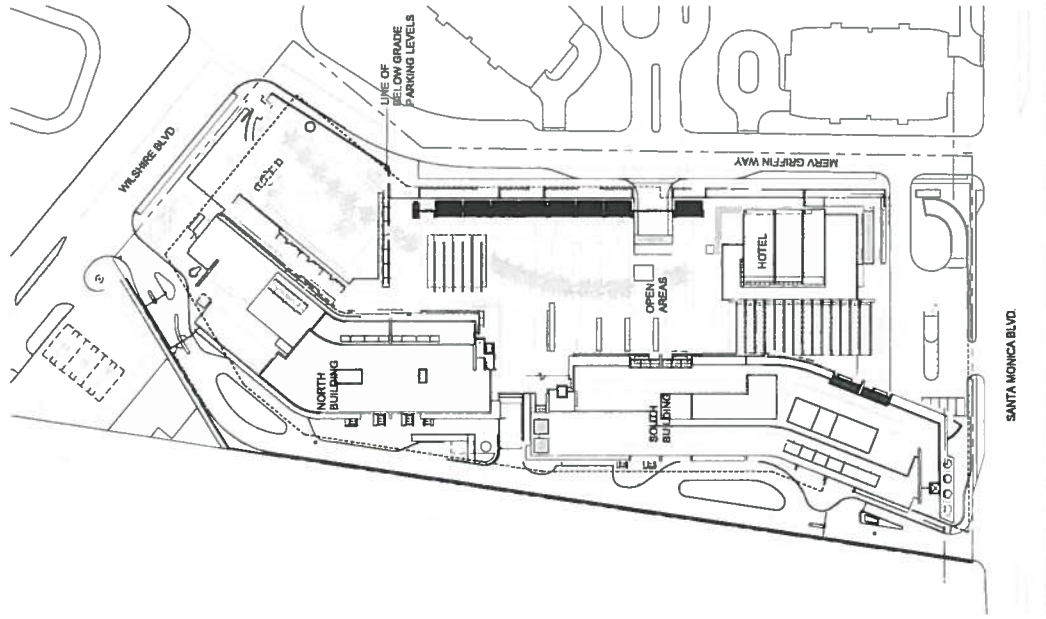 WILSHIRE BLVD
LINE OF
BELOW GRADE
PARKING LEVELS
MERV GRIFFIN WAY
HOTEL
OPEN
AREAS
NORTH
BUILDING
SOUTH
BUILDING
SANTA MONICA BLVD.